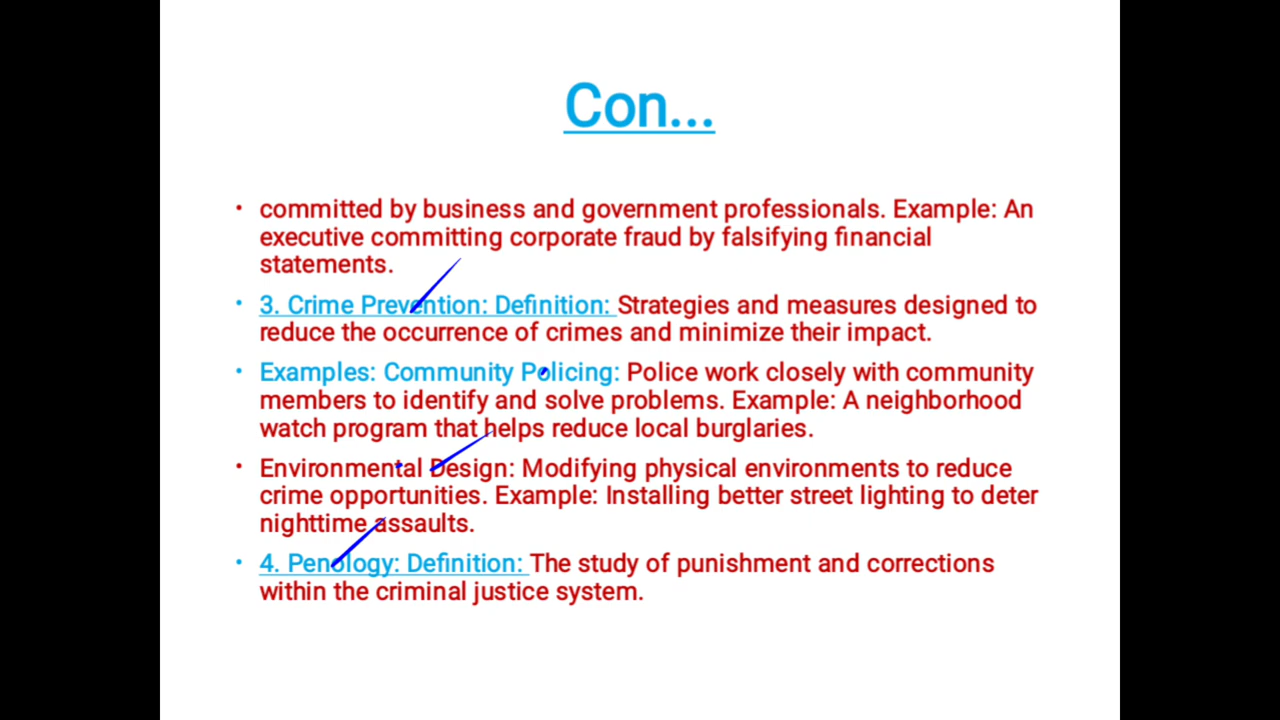 Con...
• committed by business and government professionals. Example: An
executive committing corporate fraud by falsifying financial
statements.
• 3. Crime Prevention: Definition: Strategies and measures designed to
reduce the occurrence of crimes and minimize their impact.
• Examples: Community Policing: Police work closely with community
members to identify and solve problems. Example: A neighborhood
watch program that helps reduce local burglaries.
• Environmental Design: Modifying physical environments to reduce
crime opportunities. Example: Installing better street lighting to deter
nighttime assaults.
• 4. Penology: Definition: The study of punishment and corrections
within the criminal justice system.